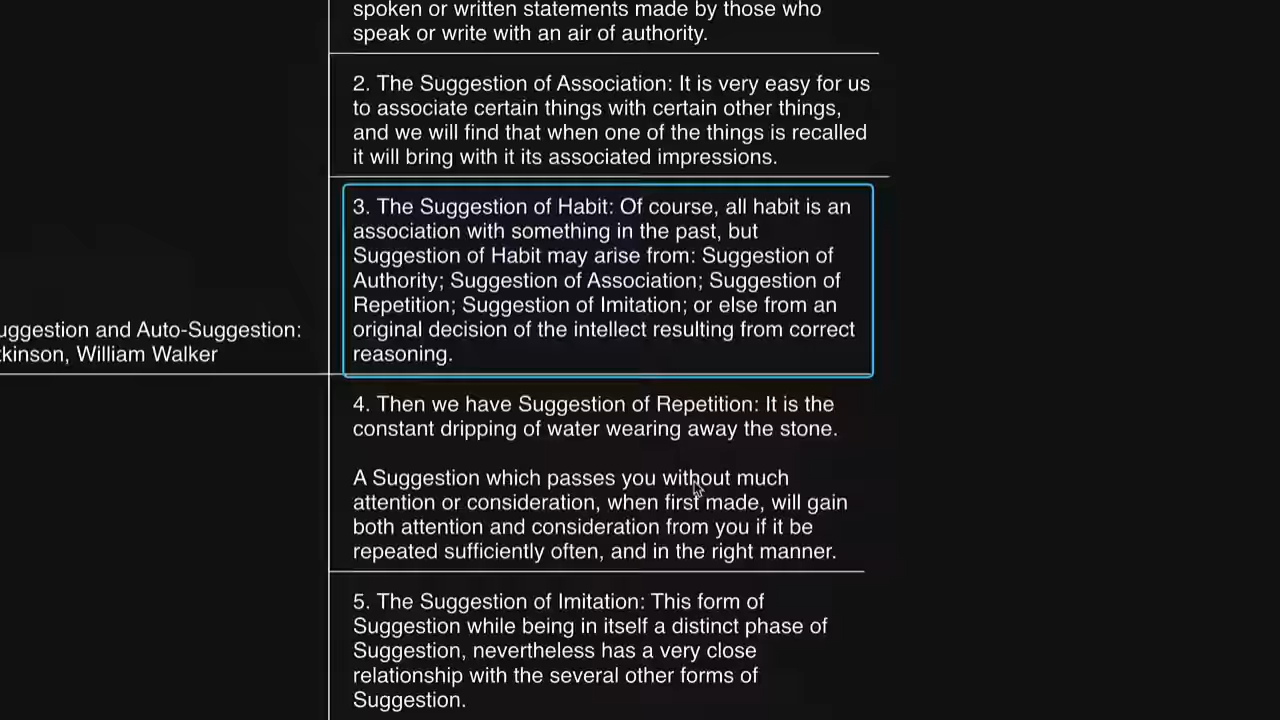 spoken or written statements made by those who
speak or write with an air of authority.
2. The Suggestion of Association: It is very easy for us
to associate certain things with certain other things,
and we will find that when one of the things is recalled
it will bring with it its associated impressions.
3. The Suggestion of Habit: Of course, all habit is an
association with something in the past, but
Suggestion of Habit may arise from: Suggestion of
Authority; Suggestion of Association; Suggestion of
Repetition; Suggestion of Imitation; or else from an
original decision of the intellect resulting from correct
reasoning.
uggestion and Auto-Suggestion:
kinson, William Walker
4. Then we have Suggestion of Repetition: It is the
constant dripping of water wearing away the stone.
A Suggestion which passes you without much
attention or consideration, when first made, will gain
both attention and consideration from you if it be
repeated sufficiently often, and in the right manner.
5. The Suggestion of Imitation: This form of
Suggestion while being in itself a distinct phase of
Suggestion, nevertheless has a very close
relationship with the several other forms of
Suggestion.